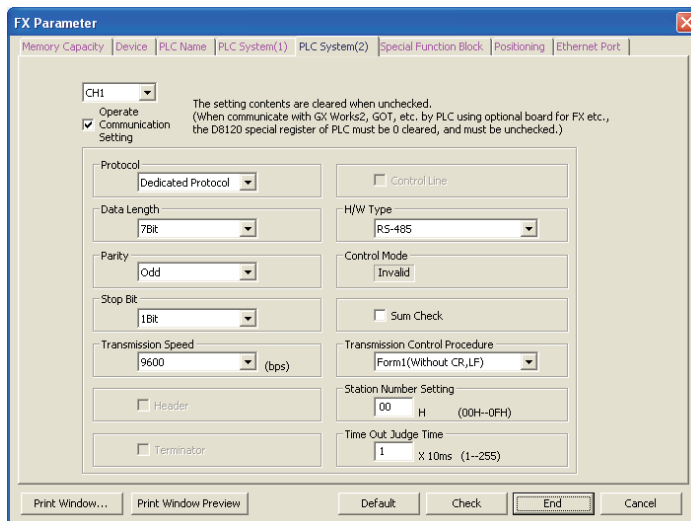 FX Parameter
Memory Capacity Device PLC Name PLC System(1) PLC System(2) Special Function Block Positioning Ethernet Port
CH1
Operate
Communication
Setting
The setting contents are cleared when unchecked.
(When communicate with GX Works2, GOT, etc. by PLC using optional board for FX etc.,
the D8120 special register of PLC must be 0 cleared, and must be unchecked.)
Protocol
Dedicated Protocol
Control Line
Data Length
7Bit
H/W Type
RS-485
Parity
Odd
Control Mode
Invalid
Stop Bit
1Bit
Sum Check
Transmission Speed
9600 (bps)
Transmission Control Procedure
Form1(Without CR,LF)
Header
Station Number Setting
00 H (00H--0FH)
Terminator
Time Out Judge Time
1 X 10ms (1--255)
Print Window... Print Window Preview Default Check End Cancel